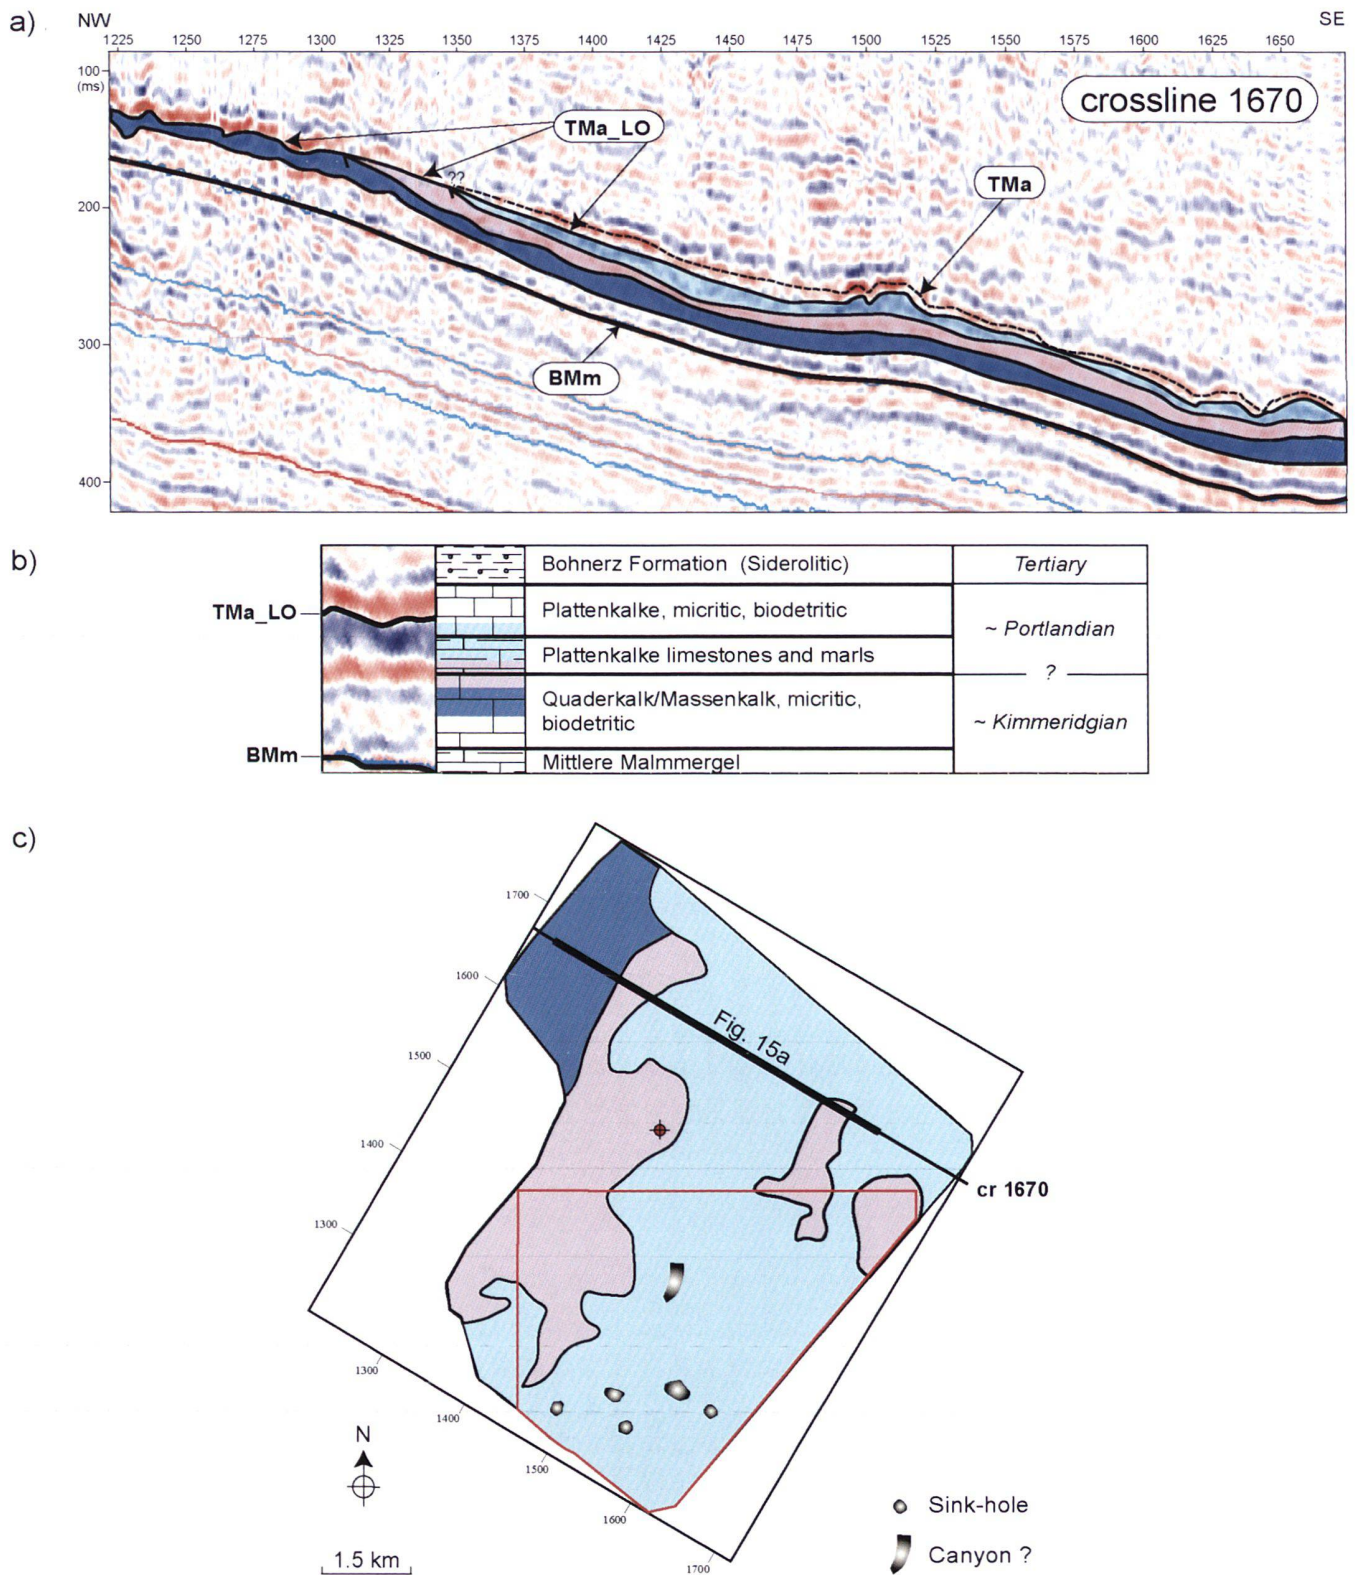 a)
NW
SE
1225 1250 1275 1300 1325 1350 1375 1400 1425 1450 1475 1500 1525 1550 1575 1600 1625 1650
100
(ms)
200
300
400
crossline 1670
TMa_LO
??
TMa
BMm
b)
TMa_LO
BMm
Bohnerz Formation (Siderolitic)
Tertiary
Plattenkalke, micritic, biodetritic
~ Portlandian
Plattenkalke limestones and marls
?
Quaderkalk/Massenkalk, micritic,
biodetritic
~ Kimmeridgian
Mittlere Malmmergel
c)
1700
1600
1500
1400
1300
Fig. 15a
cr 1670
1300
1400
1500
1600
1700
N
1.5 km
Sink-hole
Canyon ?